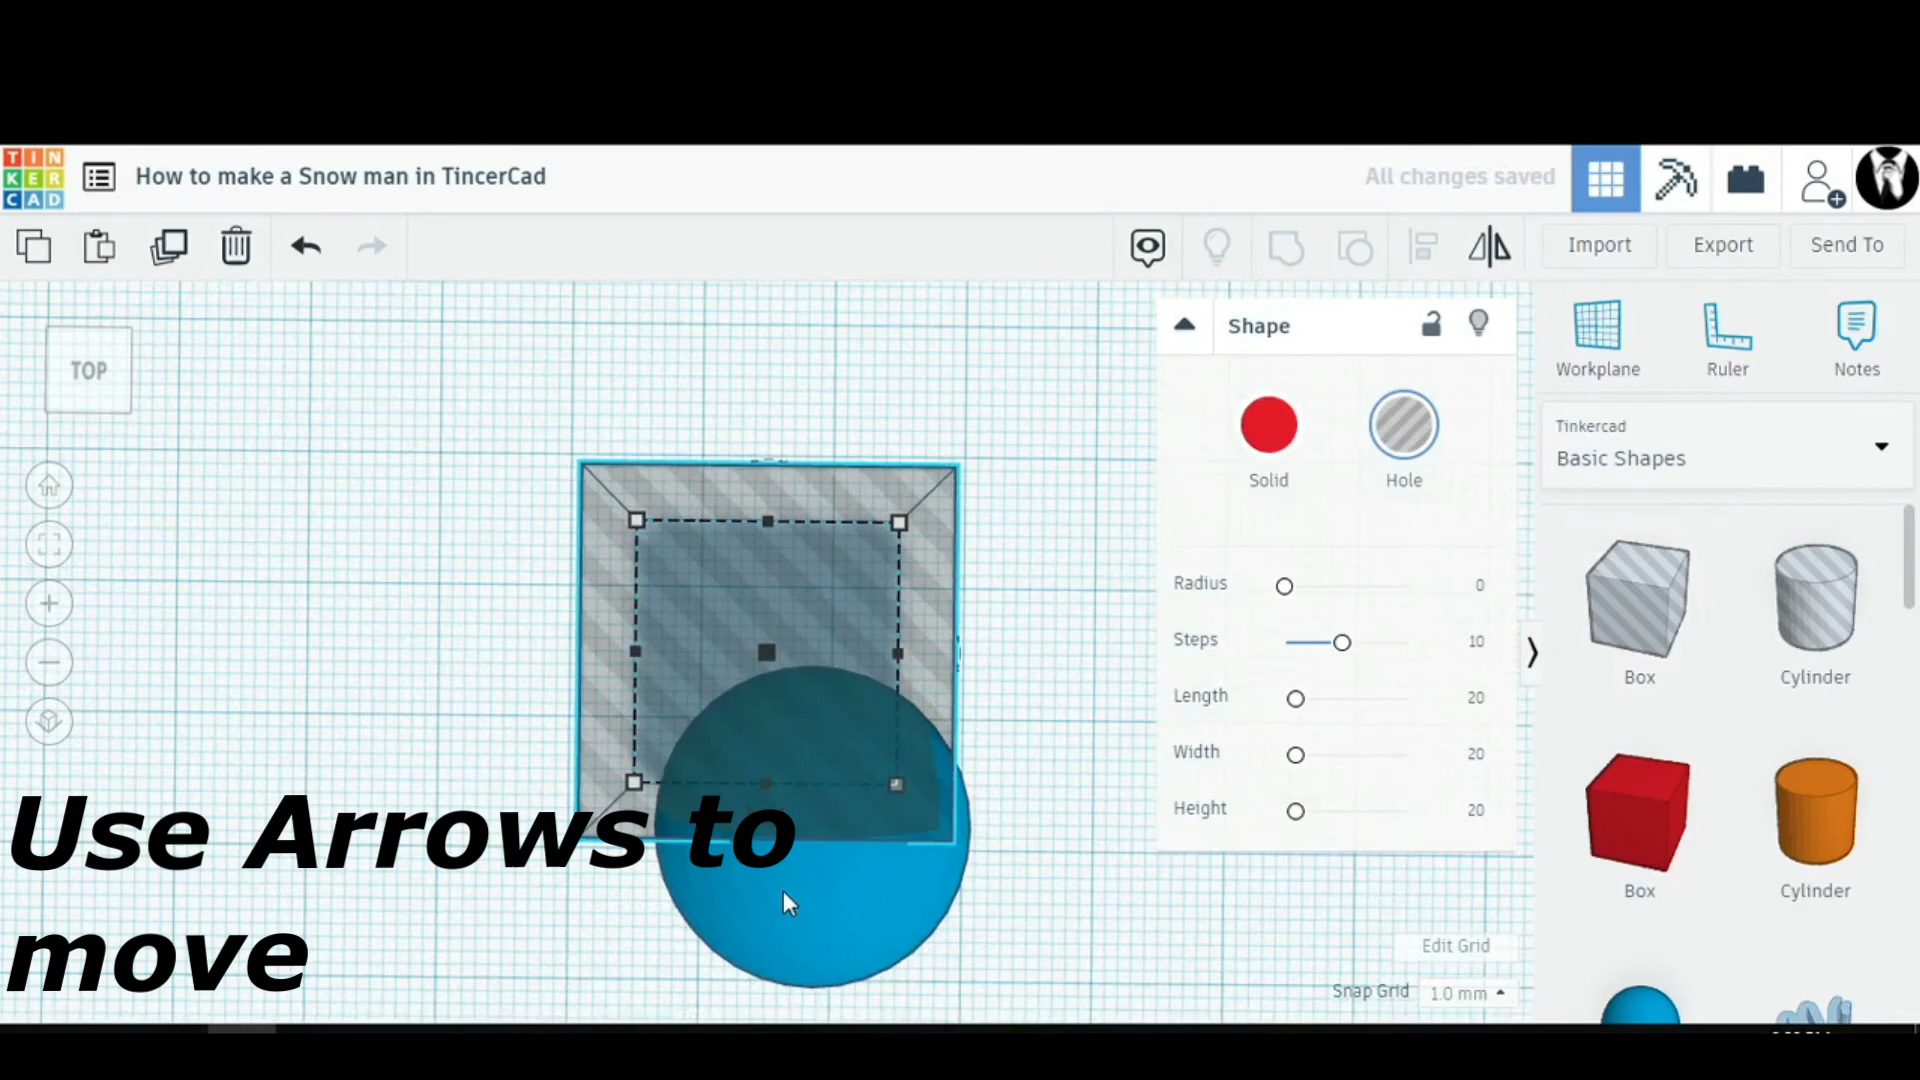 TIN
KER
CAD
How to make a Snow man in TincerCad
All changes saved
Import
Export
Send To
TOP
Shape
Workplane
Ruler
Notes
Solid
Hole
Tinkercad
Basic Shapes
Radius 0
Steps 10
Length 20
Width 20
Height 20
Box
Cylinder
Box
Cylinder
Use Arrows to
move
Edit Grid
Snap Grid 1.0 mm